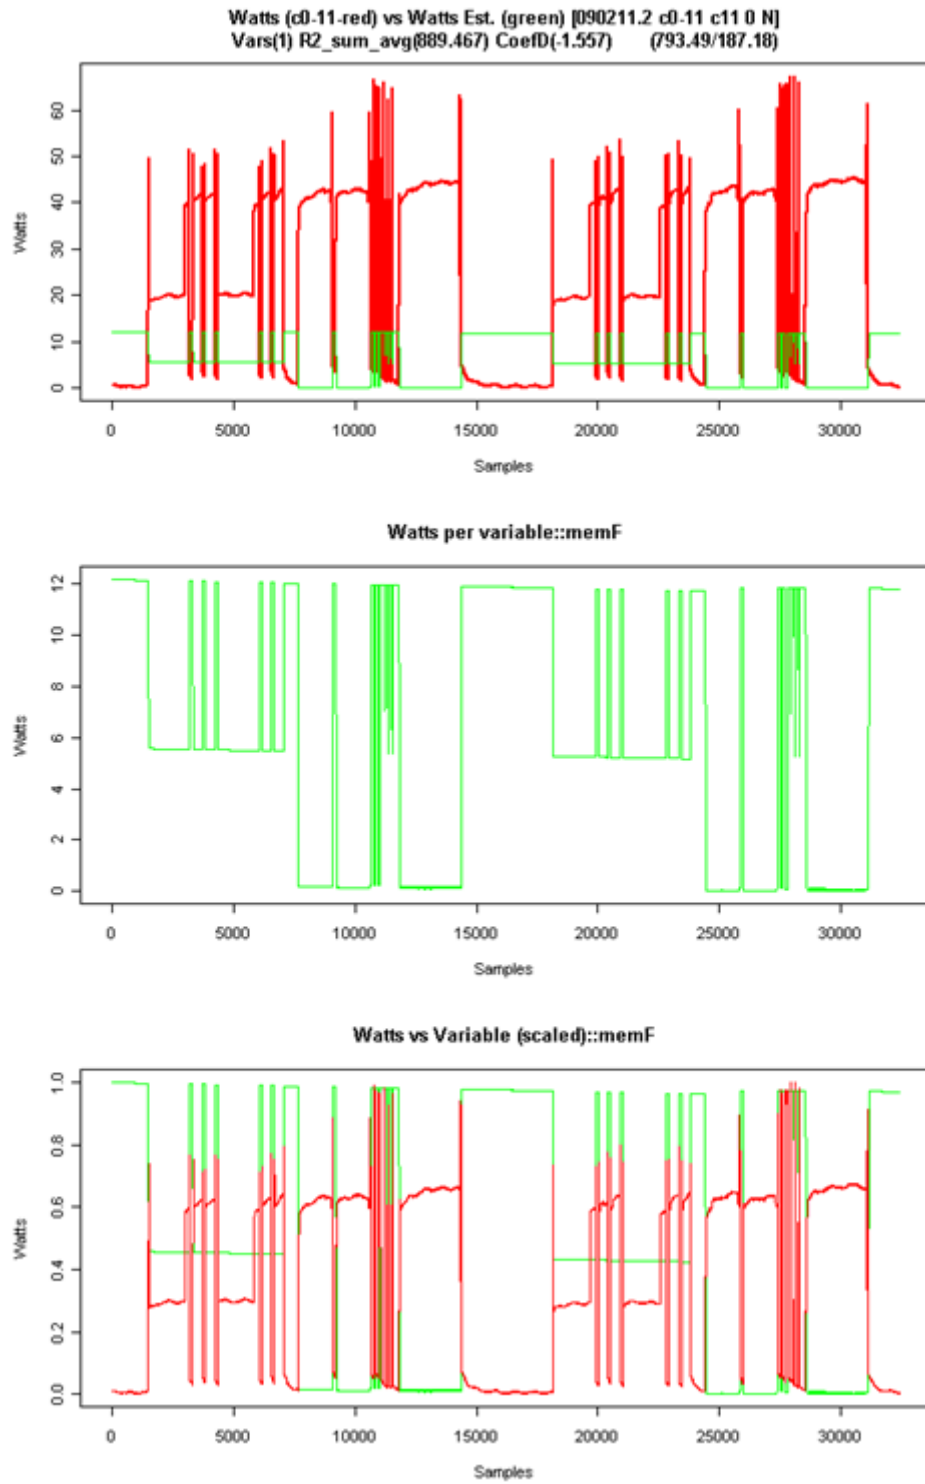 Watts (c0-11-red) vs Watts Est. (green) [090211.2 c0-11 c11 0 N]
Vars(1) R2_sum_avg(889.467) CoefD(-1.557) (793.49/187.18)
60
50
40
30
20
10
0
Watts
0 5000 10000 15000 20000 25000 30000
Samples
Watts per variable::memF
12
10
8
6
4
2
0
Watts
0 5000 10000 15000 20000 25000 30000
Samples
Watts vs Variable (scaled)::memF
1.0
0.8
0.6
0.4
0.2
0.0
Watts
0 5000 10000 15000 20000 25000 30000
Samples